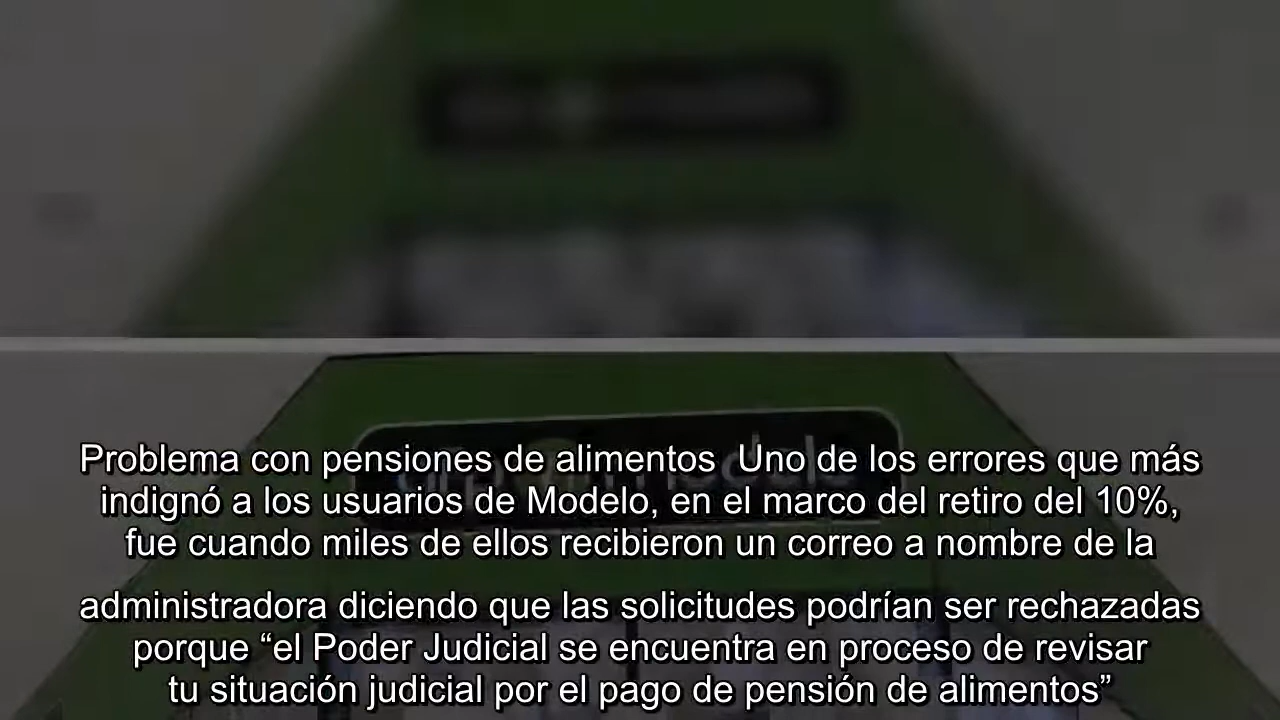 Problema con pensiones de alimentos  Uno de los errores que más
indignó a los usuarios de Modelo, en el marco del retiro del 10%,
fue cuando miles de ellos recibieron un correo a nombre de la
administradora diciendo que las solicitudes podrían ser rechazadas
porque “el Poder Judicial se encuentra en proceso de revisar
tu situación judicial por el pago de pensión de alimentos”